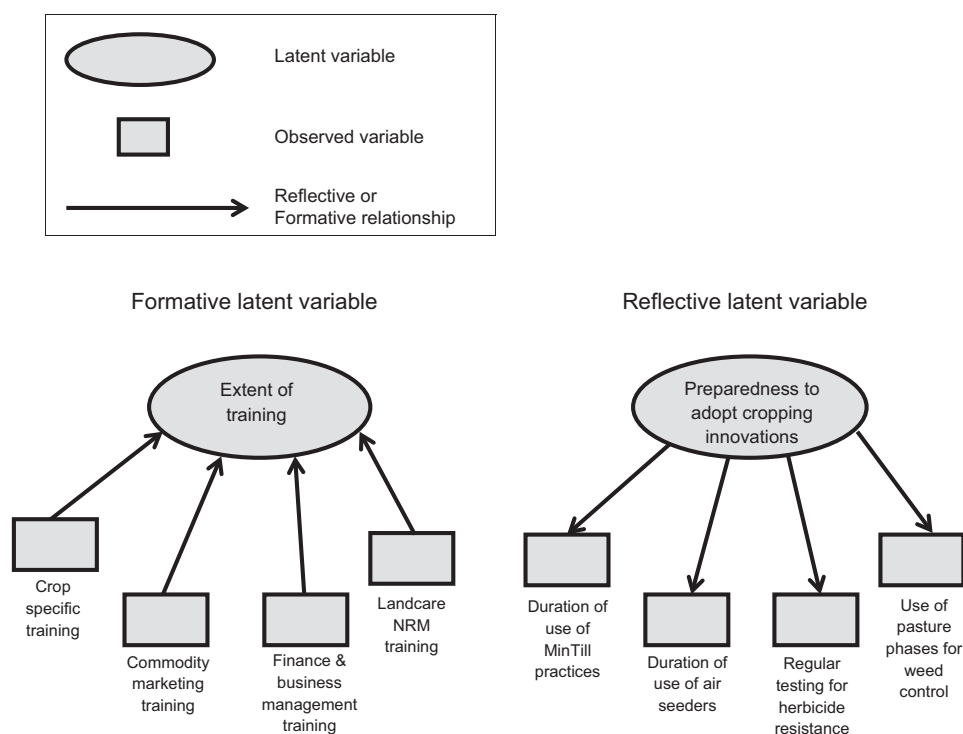 Latent variable
Observed variable
Reflective or
Formative relationship
Formative latent variable
Extent of
training
Crop
specific
training
Commodity
marketing
training
Finance &
business
management
training
Landcare
NRM
training
Reflective latent variable
Preparedness to
adopt cropping
innovations
Duration of
use of
MinTill
practices
Duration of
use of air
seeders
Regular
testing for
herbicide
resistance
Use of
pasture
phases for
weed
control